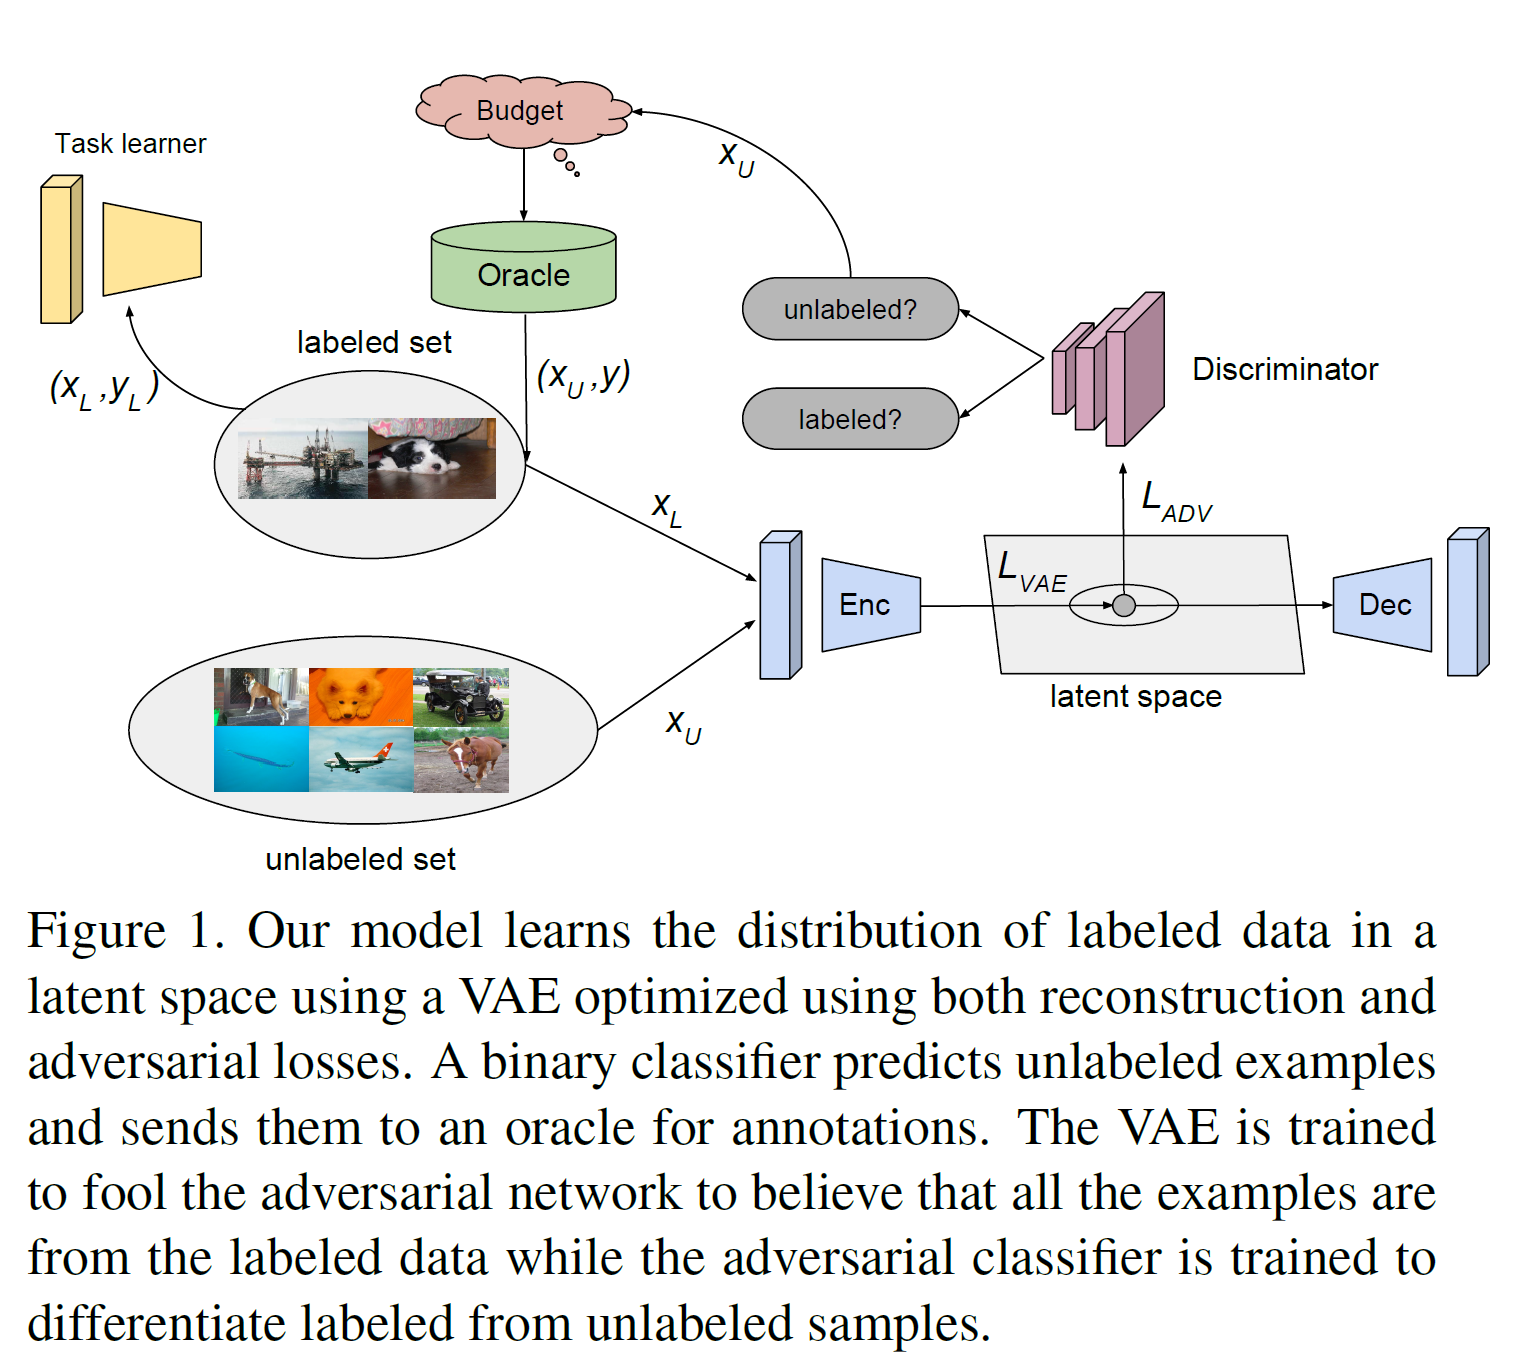 Budget
Task learner
x_U
Oracle
unlabeled?
labeled set
(x_L, y_L)
(x_U, y)
Discriminator
labeled?
x_L
L_ADV
L_VAE
Enc
Dec
latent space
x_U
unlabeled set
Figure 1. Our model learns the distribution of labeled data in a
latent space using a VAE optimized using both reconstruction and
adversarial losses. A binary classifier predicts unlabeled examples
and sends them to an oracle for annotations. The VAE is trained
to fool the adversarial network to believe that all the examples are
from the labeled data while the adversarial classifier is trained to
differentiate labeled from unlabeled samples.